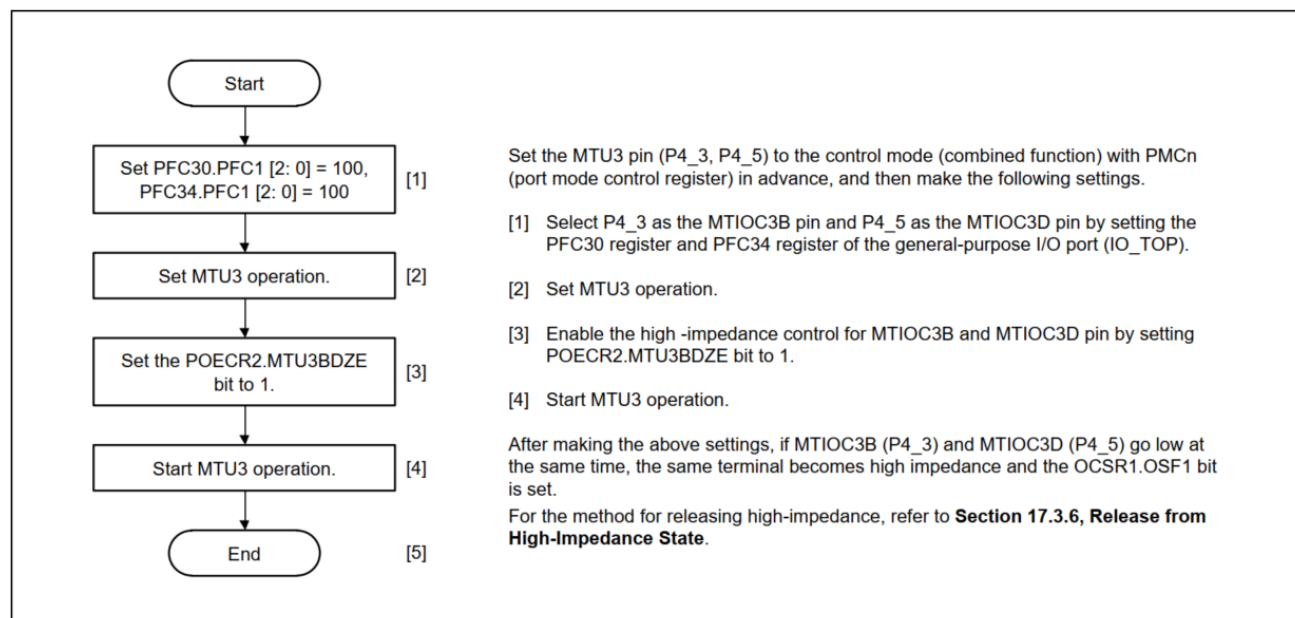 Start
Set PFC30.PFC1 [2: 0] = 100,
PFC34.PFC1 [2: 0] = 100
[1]
Set MTU3 operation.
[2]
Set the POECR2.MTU3BDZE
bit to 1.
[3]
Start MTU3 operation.
[4]
End
[5]
Set the MTU3 pin (P4_3, P4_5) to the control mode (combined function) with PMCn
(port mode control register) in advance, and then make the following settings.
[1] Select P4_3 as the MTIOC3B pin and P4_5 as the MTIOC3D pin by setting the
PFC30 register and PFC34 register of the general-purpose I/O port (IO_TOP).
[2] Set MTU3 operation.
[3] Enable the high -impedance control for MTIOC3B and MTIOC3D pin by setting
POECR2.MTU3BDZE bit to 1.
[4] Start MTU3 operation.
After making the above settings, if MTIOC3B (P4_3) and MTIOC3D (P4_5) go low at
the same time, the same terminal becomes high impedance and the OCSR1.OSF1 bit
is set.
For the method for releasing high-impedance, refer to Section 17.3.6, Release from
High-Impedance State.